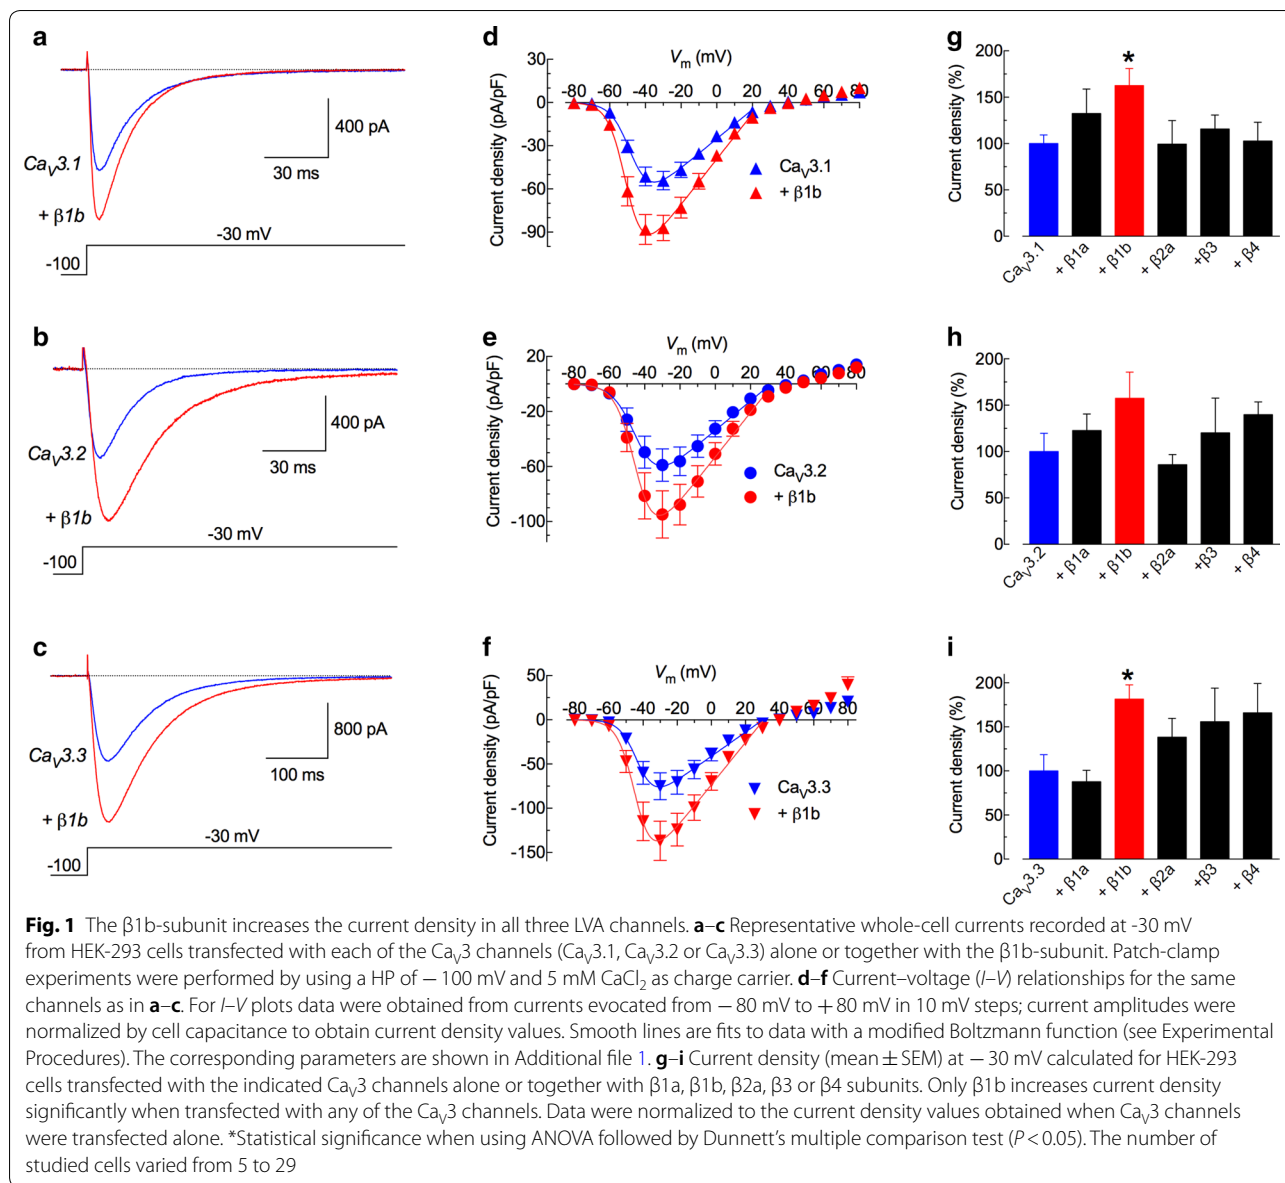 a
400 pA
30 ms
CaV3.1
+ β1b
-30 mV
-100
b
400 pA
30 ms
CaV3.2
+ β1b
-30 mV
-100
c
800 pA
100 ms
CaV3.3
+ β1b
-30 mV
-100
d
Vm (mV)
Current density (pA/pF)
30
0
-30
-60
-90
-80 -60 -40 -20 0 20 40 60 80
CaV3.1
+ β1b
e
Vm (mV)
Current density (pA/pF)
20
0
-20
-60
-100
-80 -60 -40 -20 0 20 40 60 80
CaV3.2
+ β1b
f
Vm (mV)
Current density (pA/pF)
50
0
-50
-100
-150
-80 -60 -40 -20 0 20 40 60 80
CaV3.3
+ β1b
g
Current density (%)
200
150
100
50
0
*
CaV3.1 + β1a + β1b + β2a +β3 + β4
h
Current density (%)
200
150
100
50
0
CaV3.2 + β1a + β1b + β2a +β3 + β4
i
Current density (%)
200
150
100
50
0
*
CaV3.3 + β1a + β1b + β2a +β3 + β4
Fig. 1 The β1b-subunit increases the current density in all three LVA channels. a–c Representative whole-cell currents recorded at -30 mV
from HEK-293 cells transfected with each of the CaV3 channels (CaV3.1, CaV3.2 or CaV3.3) alone or together with the β1b-subunit. Patch-clamp
experiments were performed by using a HP of − 100 mV and 5 mM CaCl2 as charge carrier. d–f Current–voltage (I–V) relationships for the same
channels as in a–c. For I–V plots data were obtained from currents evocated from − 80 mV to + 80 mV in 10 mV steps; current amplitudes were
normalized by cell capacitance to obtain current density values. Smooth lines are fits to data with a modified Boltzmann function (see Experimental
Procedures). The corresponding parameters are shown in Additional file 1. g–i Current density (mean ± SEM) at − 30 mV calculated for HEK-293
cells transfected with the indicated CaV3 channels alone or together with β1a, β1b, β2a, β3 or β4 subunits. Only β1b increases current density
significantly when transfected with any of the CaV3 channels. Data were normalized to the current density values obtained when CaV3 channels
were transfected alone. *Statistical significance when using ANOVA followed by Dunnett's multiple comparison test (P < 0.05). The number of
studied cells varied from 5 to 29